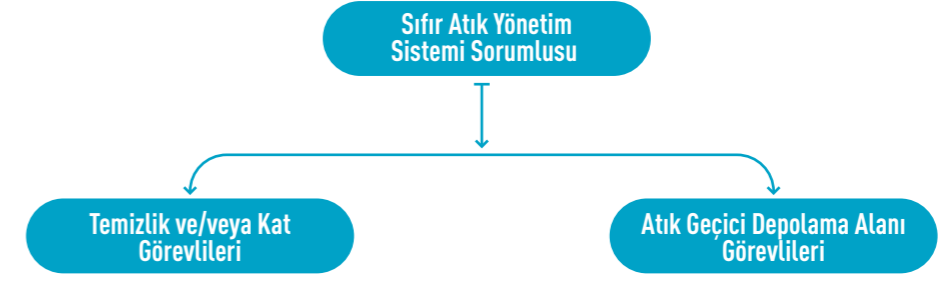 Sıfır Atık Yönetim
Sistemi Sorumlusu
Temizlik ve/veya Kat
Görevlileri
Atık Geçici Depolama Alanı
Görevlileri